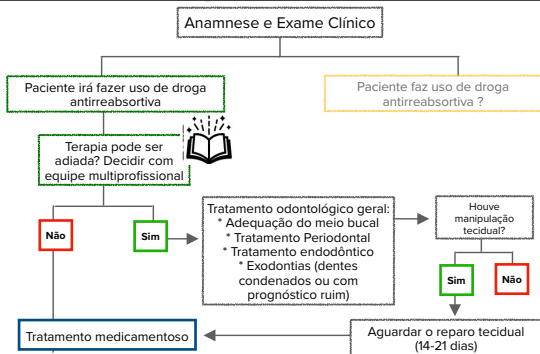 Anamnese e Exame Clínico
Paciente irá fazer uso de droga
antirreabsortiva
Paciente faz uso de droga
antirreabsortiva ?
Terapia pode ser
adiada? Decidir com
equipe multiprofissional
Não
Sim
Tratamento odontológico geral:
* Adequação do meio bucal
* Tratamento Periodontal
* Tratamento endodôntico
* Exodontias (dentes
condenados ou com
prognóstico ruim)
Houve
manipulação
tecidual?
Sim
Não
Aguardar o reparo tecidual
(14-21 dias)
Tratamento medicamentoso